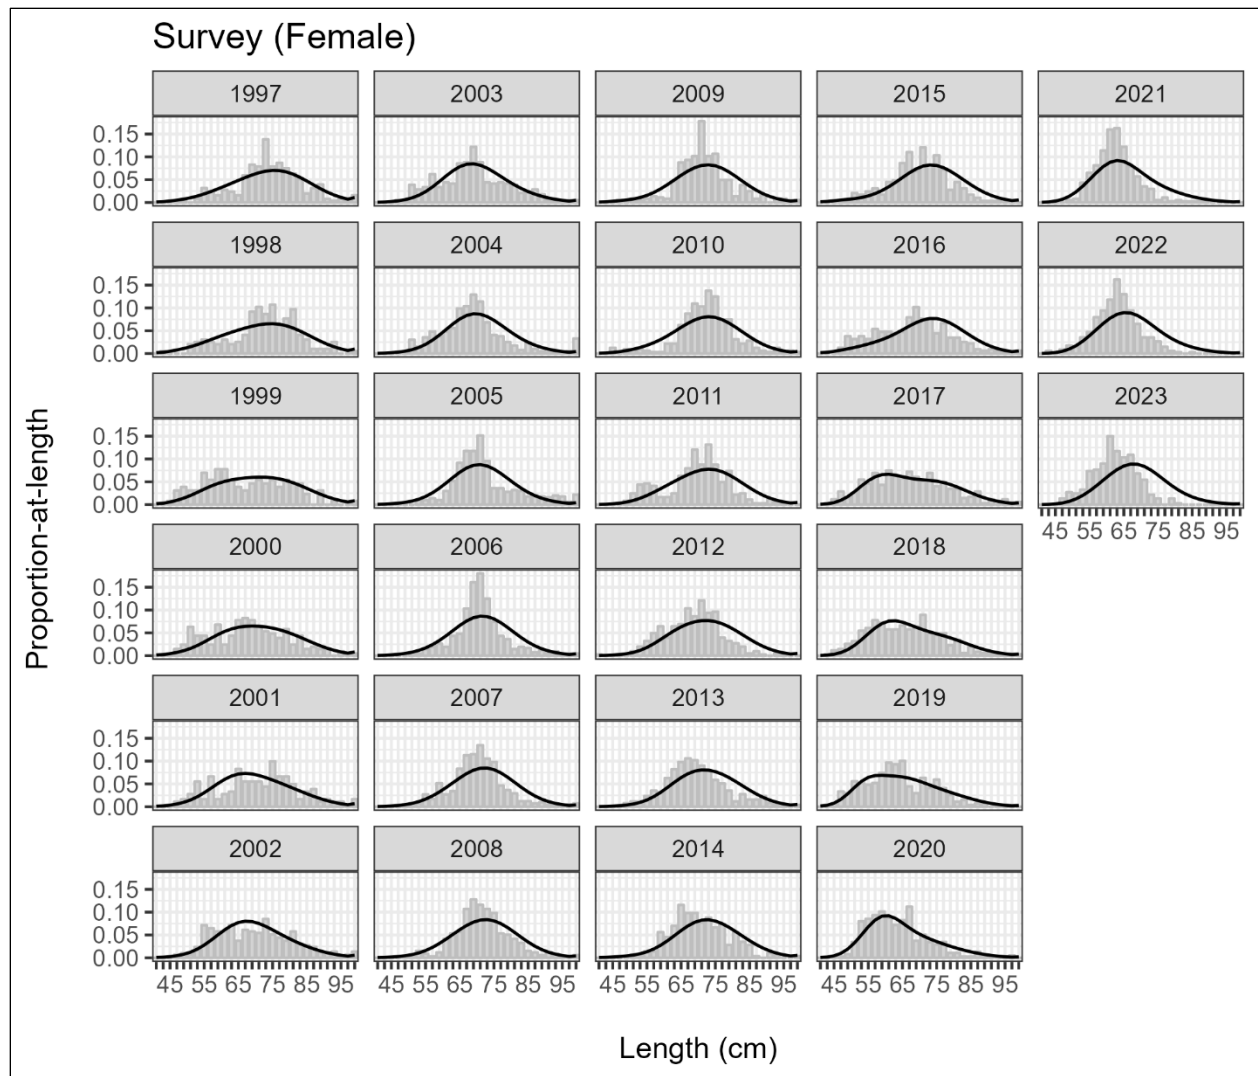 Survey (Female)
1997 2003 2009 2015 2021
0.15
0.10
0.05
0.00
1998 2004 2010 2016 2022
0.15
0.10
0.05
0.00
1999 2005 2011 2017 2023
0.15
0.10
0.05
0.00
45 55 65 75 85 95
2000 2006 2012 2018
0.15
0.10
0.05
0.00
2001 2007 2013 2019
0.15
0.10
0.05
0.00
2002 2008 2014 2020
0.15
0.10
0.05
0.00
45 55 65 75 85 95 45 55 65 75 85 95 45 55 65 75 85 95 45 55 65 75 85 95
Proportion-at-length
Length (cm)